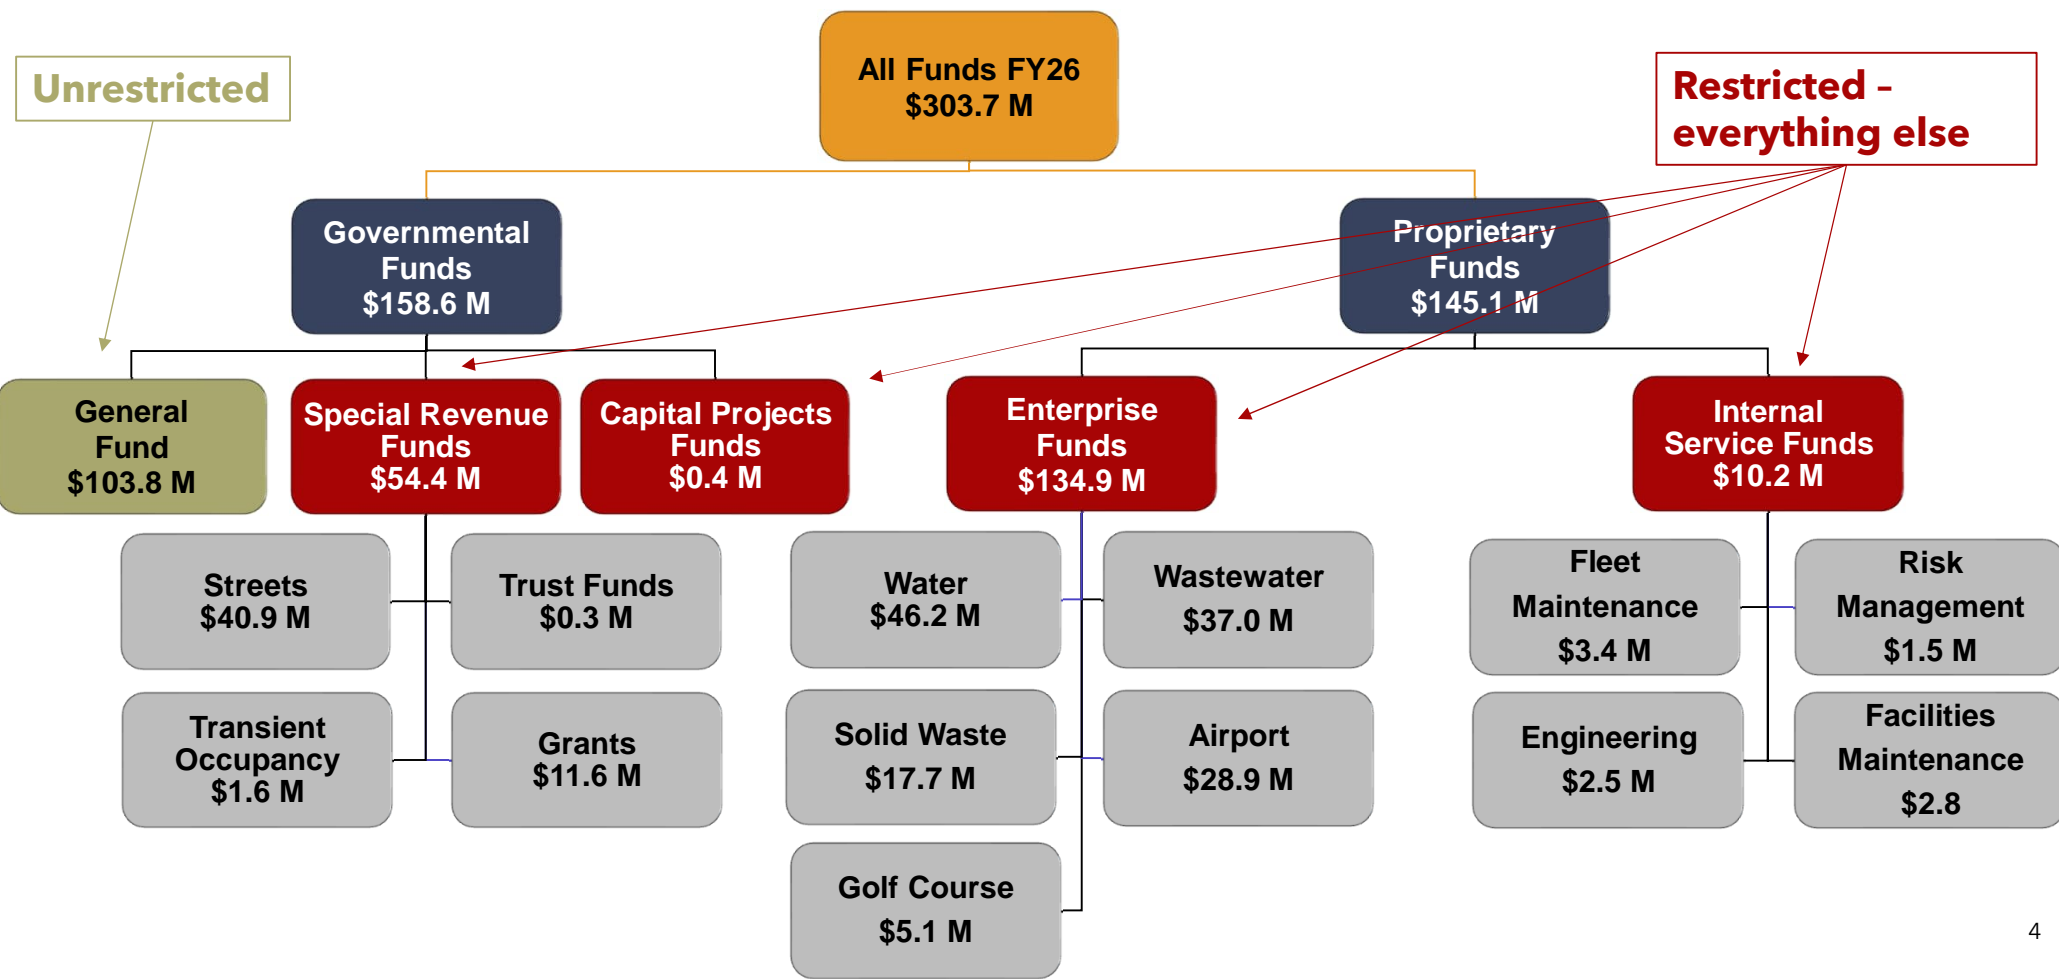 All Funds FY26
$303.7 M
Unrestricted
Restricted –
everything else
Governmental
Funds
$158.6 M
Proprietary
Funds
$145.1 M
General
Fund
$103.8 M
Special Revenue
Funds
$54.4 M
Capital Projects
Funds
$0.4 M
Enterprise
Funds
$134.9 M
Internal
Service Funds
$10.2 M
Streets
$40.9 M
Trust Funds
$0.3 M
Transient
Occupancy
$1.6 M
Grants
$11.6 M
Water
$46.2 M
Wastewater
$37.0 M
Solid Waste
$17.7 M
Airport
$28.9 M
Golf Course
$5.1 M
Fleet
Maintenance
$3.4 M
Risk
Management
$1.5 M
Engineering
$2.5 M
Facilities
Maintenance
$2.8
4